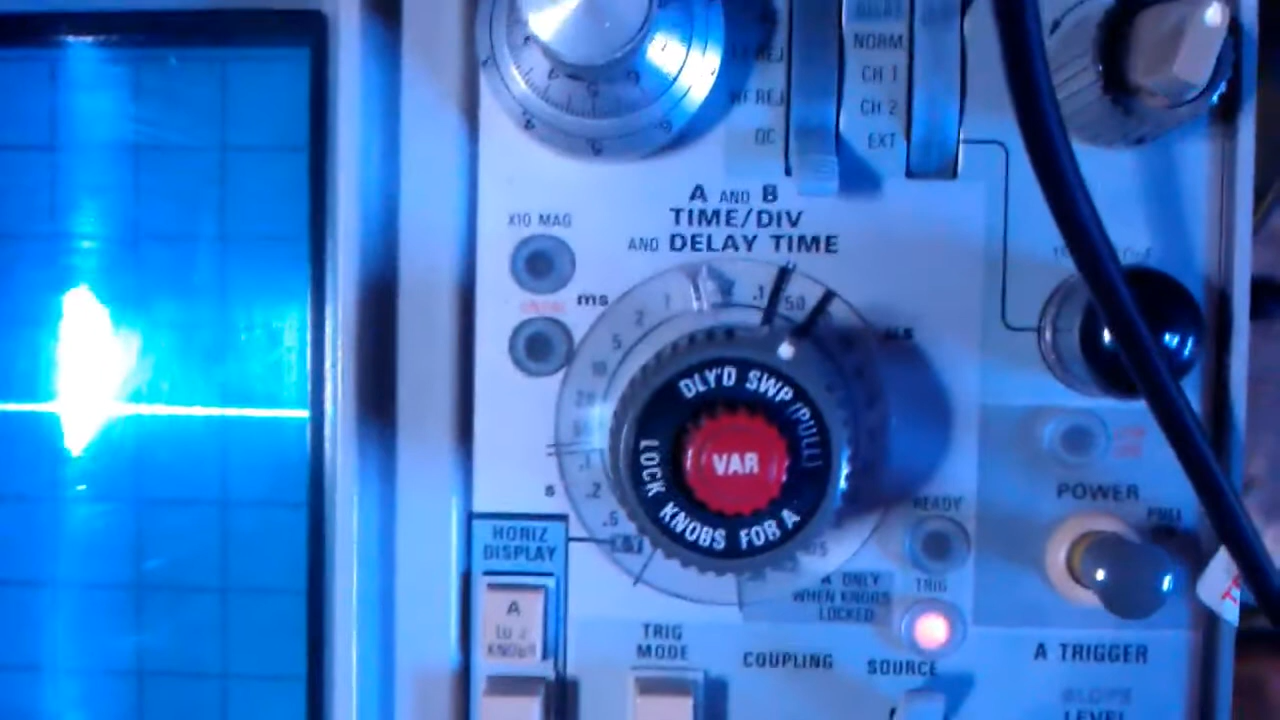 NORM
CH 1
CH 2
EXT
DC
A AND B
TIME/DIV
AND DELAY TIME
X10 MAG
ms
.1
50
1
2
5
10
.1
s
.2
.5
DLY'D SWP (PULL)
LOCK KNOBS FOR A
VAR
POWER
READY
HORIZ
DISPLAY
A
A ONLY
WHEN KNOBS
LOCKED
TRIG
TRIG
MODE
COUPLING
SOURCE
A TRIGGER
LEVEL